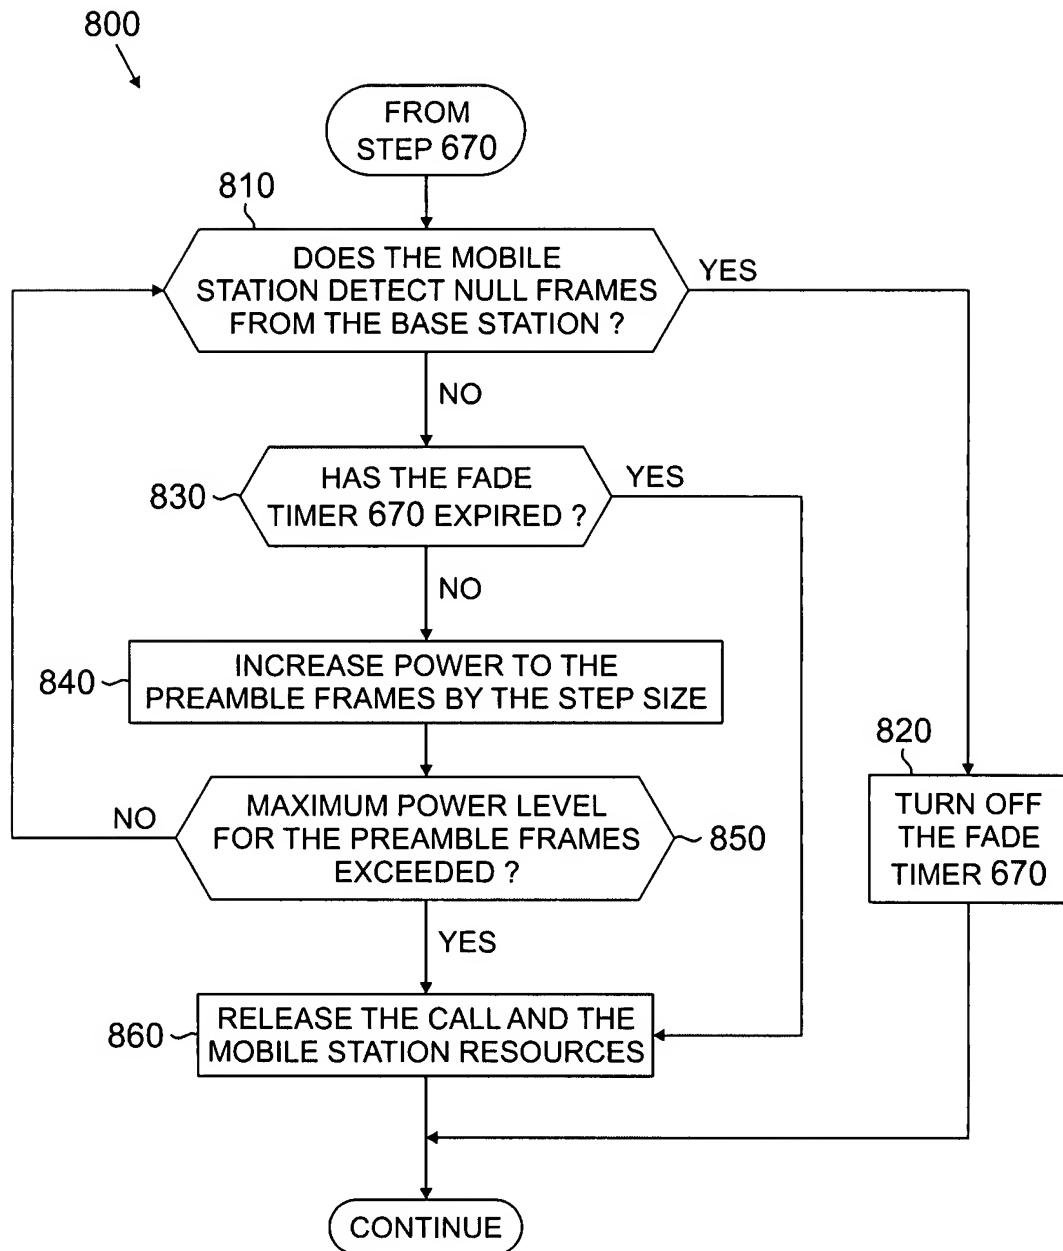 800
FROM
STEP 670
810
DOES THE MOBILE
STATION DETECT NULL FRAMES
FROM THE BASE STATION ?
YES
NO
830
HAS THE FADE
TIMER 670 EXPIRED ?
YES
NO
840
INCREASE POWER TO THE
PREAMBLE FRAMES BY THE STEP SIZE
820
TURN OFF
THE FADE
TIMER 670
NO
MAXIMUM POWER LEVEL
FOR THE PREAMBLE FRAMES
EXCEEDED ?
850
YES
860
RELEASE THE CALL AND THE
MOBILE STATION RESOURCES
CONTINUE